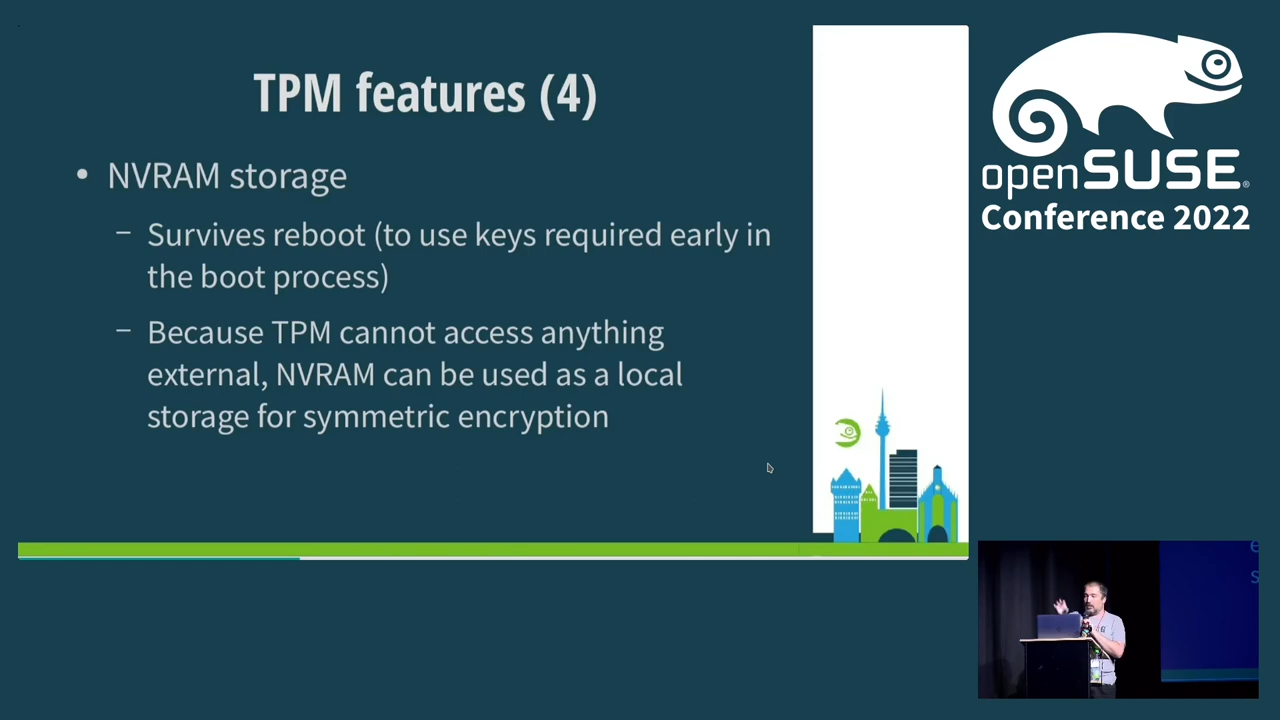 TPM features (4)
• NVRAM storage
– Survives reboot (to use keys required early in
the boot process)
– Because TPM cannot access anything
external, NVRAM can be used as a local
storage for symmetric encryption
openSUSE®
Conference 2022
e
s